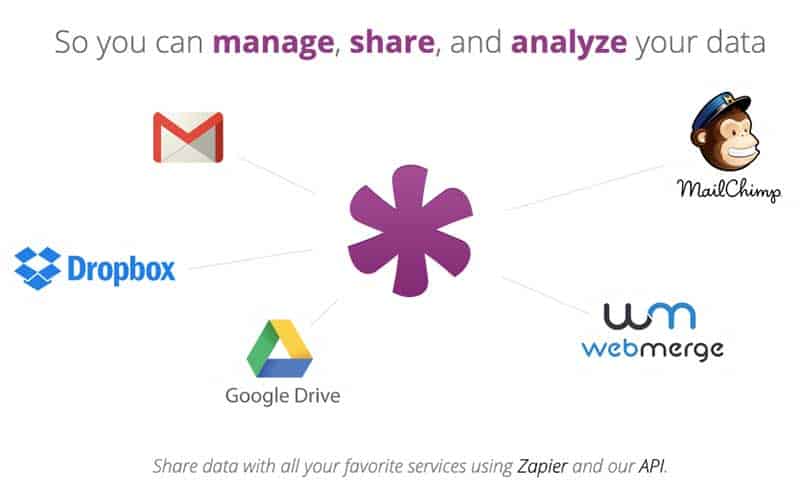 So you can manage, share, and analyze your data
MailChimp
Dropbox
wm
webmerge
Google Drive
Share data with all your favorite services using Zapier and our API.